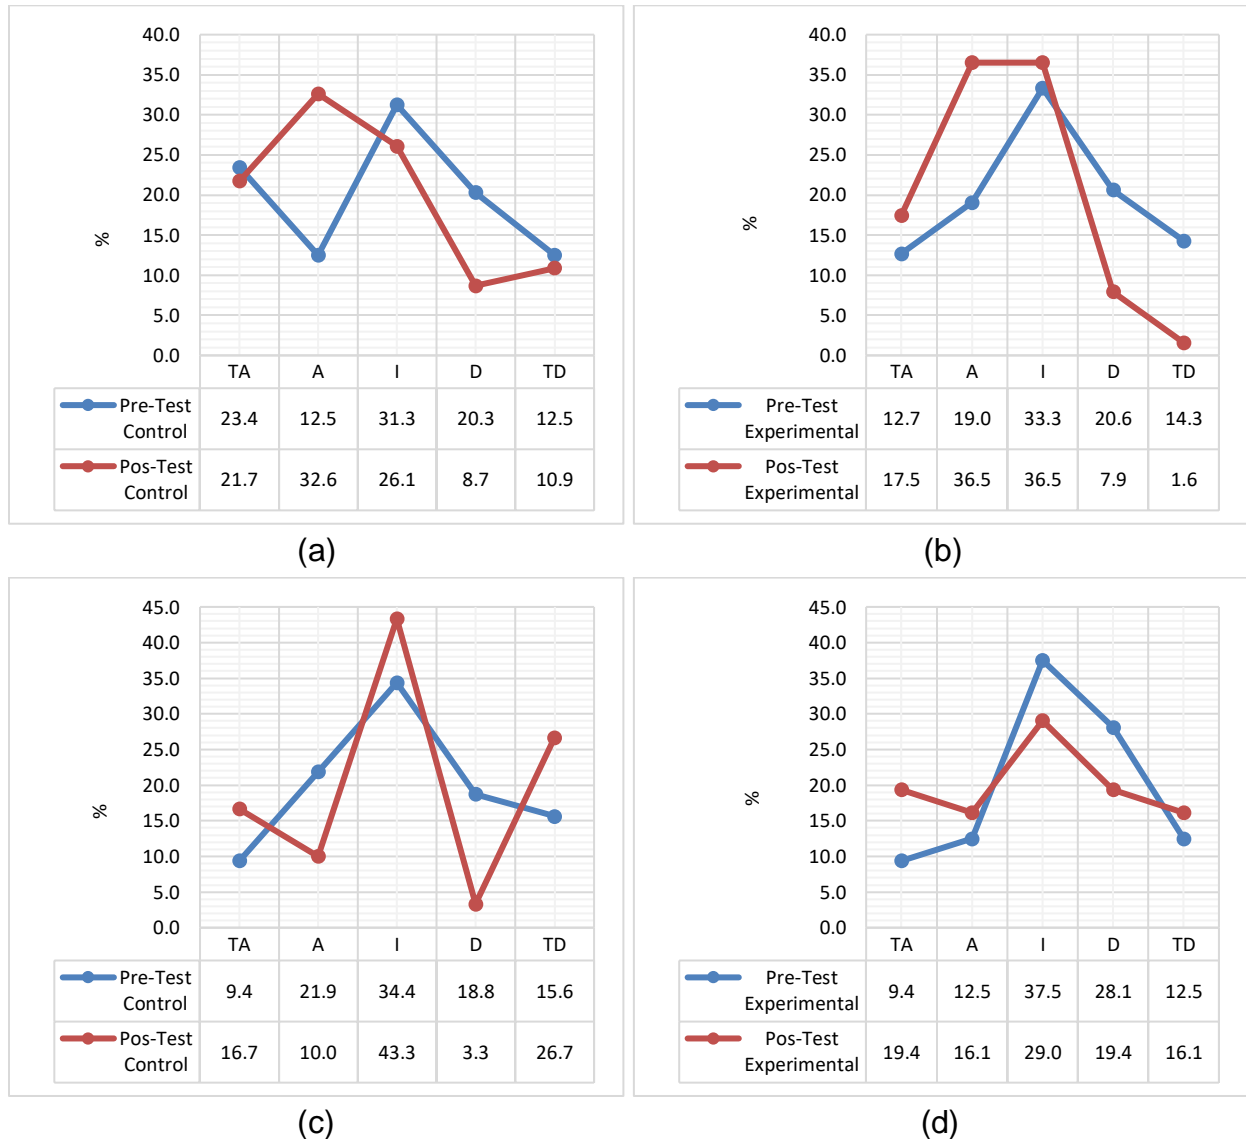 40.0
35.0
30.0
25.0
20.0
15.0
10.0
5.0
0.0
%
TA A I D TD
Pre-Test Control 23.4 12.5 31.3 20.3 12.5
Pos-Test Control 21.7 32.6 26.1 8.7 10.9
(a)
40.0
35.0
30.0
25.0
20.0
15.0
10.0
5.0
0.0
%
TA A I D TD
Pre-Test Experimental 12.7 19.0 33.3 20.6 14.3
Pos-Test Experimental 17.5 36.5 36.5 7.9 1.6
(b)
45.0
40.0
35.0
30.0
25.0
20.0
15.0
10.0
5.0
0.0
%
TA A I D TD
Pre-Test Control 9.4 21.9 34.4 18.8 15.6
Pos-Test Control 16.7 10.0 43.3 3.3 26.7
(c)
45.0
40.0
35.0
30.0
25.0
20.0
15.0
10.0
5.0
0.0
%
TA A I D TD
Pre-Test Experimental 9.4 12.5 37.5 28.1 12.5
Pos-Test Experimental 19.4 16.1 29.0 19.4 16.1
(d)